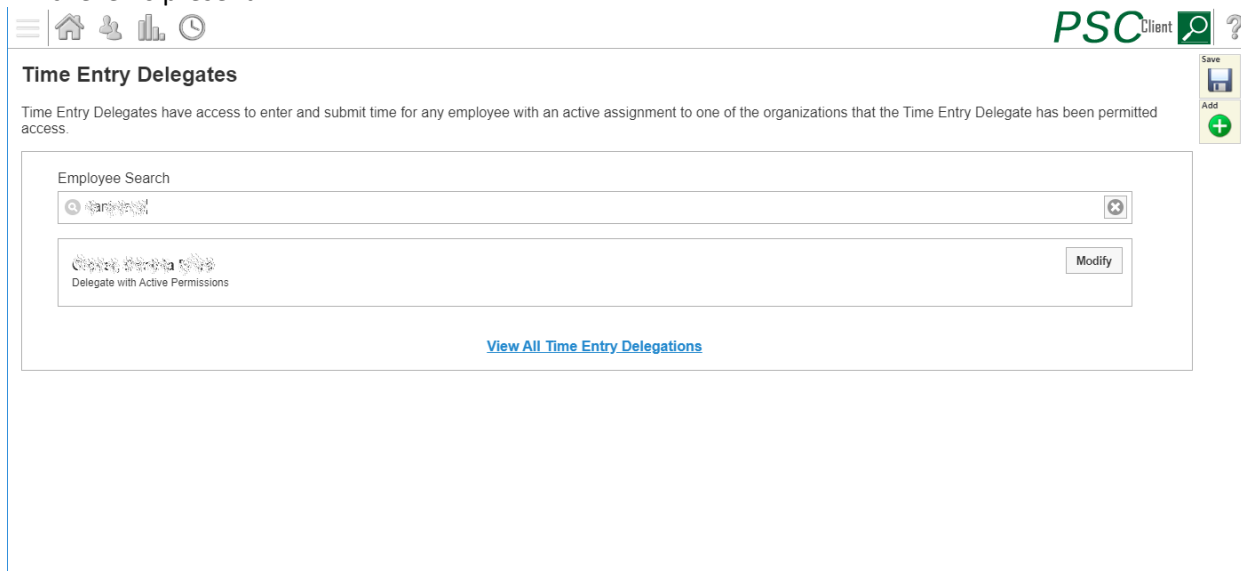 PSC Client
Time Entry Delegates
Save
Time Entry Delegates have access to enter and submit time for any employee with an active assignment to one of the organizations that the Time Entry Delegate has been permitted
access.
Add
Employee Search
Modify
Delegate with Active Permissions
View All Time Entry Delegations